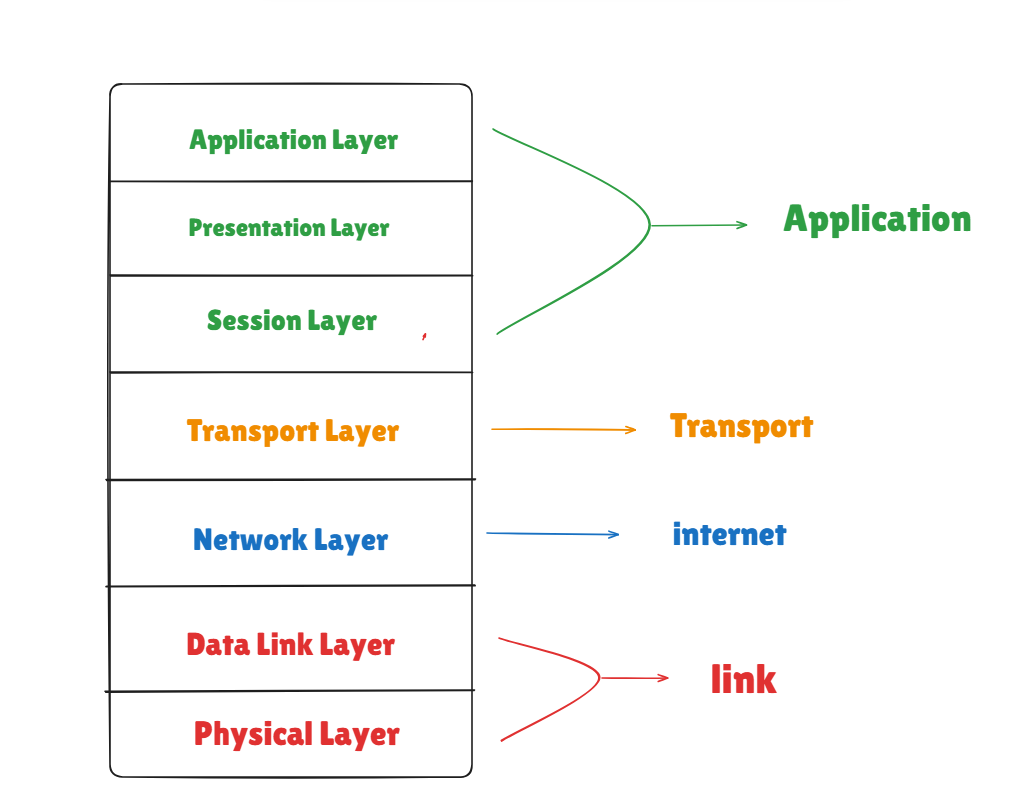 Application Layer
Presentation Layer
Session Layer
Transport Layer
Network Layer
Data Link Layer
Physical Layer
Application
Transport
internet
link